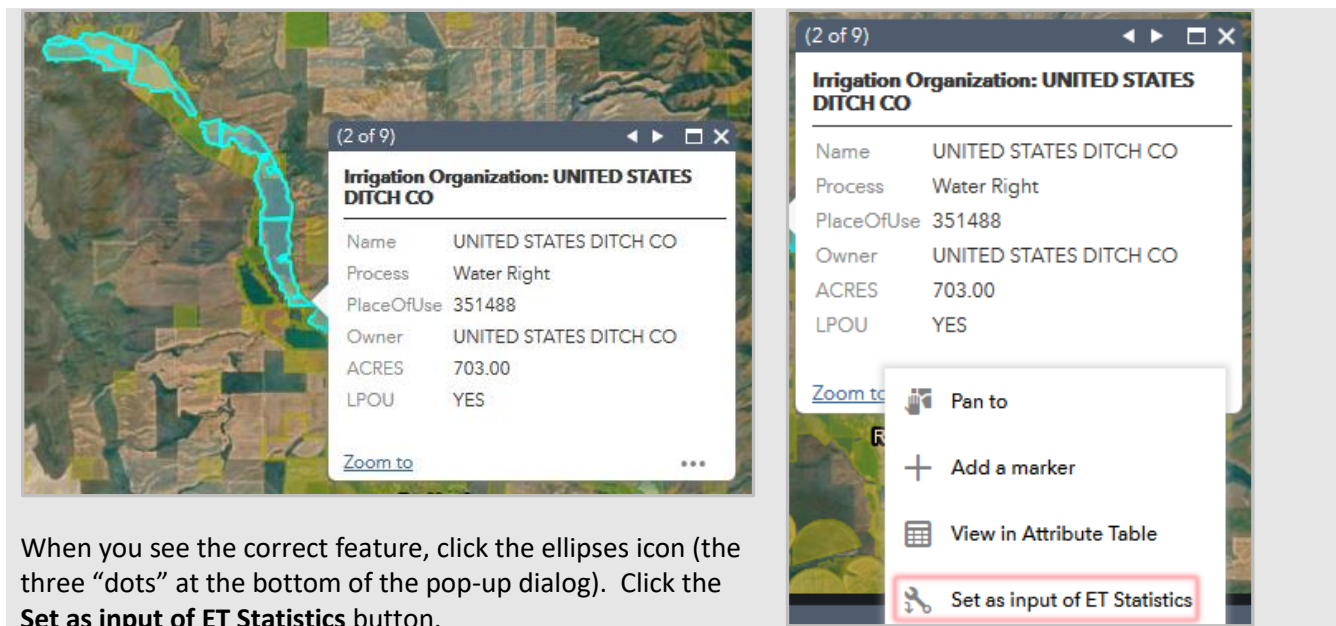 (2 of 9)
Irrigation Organization: UNITED STATES
DITCH CO
Name UNITED STATES DITCH CO
Process Water Right
PlaceOfUse 351488
Owner UNITED STATES DITCH CO
ACRES 703.00
LPOU YES
Zoom to
When you see the correct feature, click the ellipses icon (the
three “dots” at the bottom of the pop-up dialog). Click the
Set as input of ET Statistics button.
(2 of 9)
Irrigation Organization: UNITED STATES
DITCH CO
Name UNITED STATES DITCH CO
Process Water Right
PlaceOfUse 351488
Owner UNITED STATES DITCH CO
ACRES 703.00
LPOU YES
Zoom to
Pan to
Add a marker
View in Attribute Table
Set as input of ET Statistics